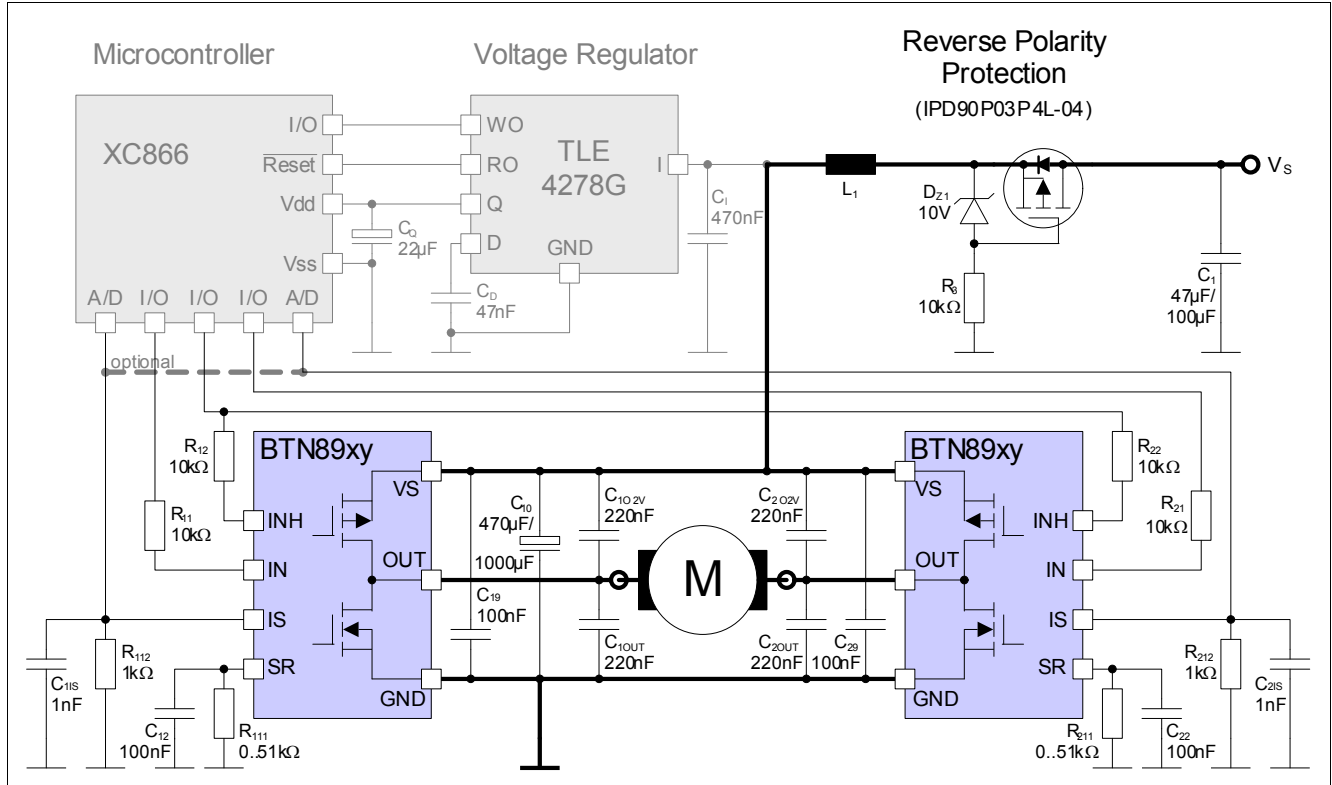 Microcontroller
Voltage Regulator
Reverse Polarity
Protection
(IPD90P03P4L-04)
XC866
I/O
Reset
Vdd
Vss
A/D
I/O
I/O
I/O
A/D
WO
RO
Q
D
TLE
4278G
I
GND
CQ
22µF
CD
47nF
CI
470nF
L1
DZ1
10V
R3
10kΩ
VS
C1
47µF/
100µF
optional
R12
10kΩ
R11
10kΩ
BTN89xy
VS
INH
OUT
IN
IS
SR
GND
C1IS
1nF
R112
1kΩ
C12
100nF
R111
0..51kΩ
C10
470µF/
1000µF
C19
100nF
C1O2V
220nF
C1OUT
220nF
M
C2O2V
220nF
C2OUT
220nF
C29
100nF
BTN89xy
VS
INH
OUT
IN
IS
SR
GND
R22
10kΩ
R21
10kΩ
R212
1kΩ
C2IS
1nF
R211
0..51kΩ
C22
100nF